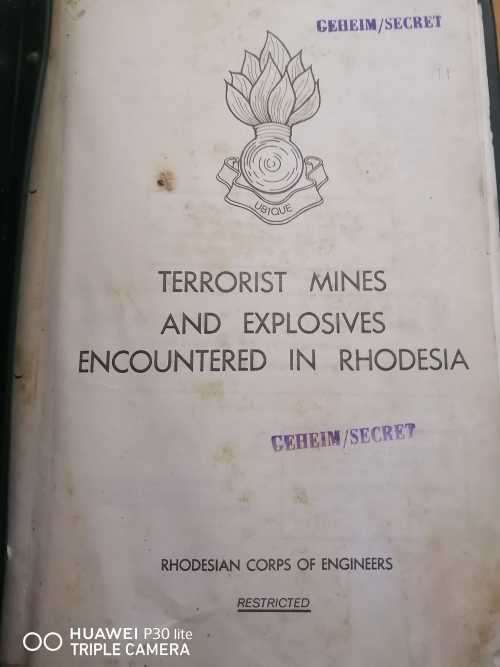 GEHEIM/SECRET
UBIQUE
TERRORIST MINES
AND EXPLOSIVES
ENCOUNTERED IN RHODESIA
GEHEIM/SECRET
RHODESIAN CORPS OF ENGINEERS
RESTRICTED
HUAWEI P30 lite
TRIPLE CAMERA